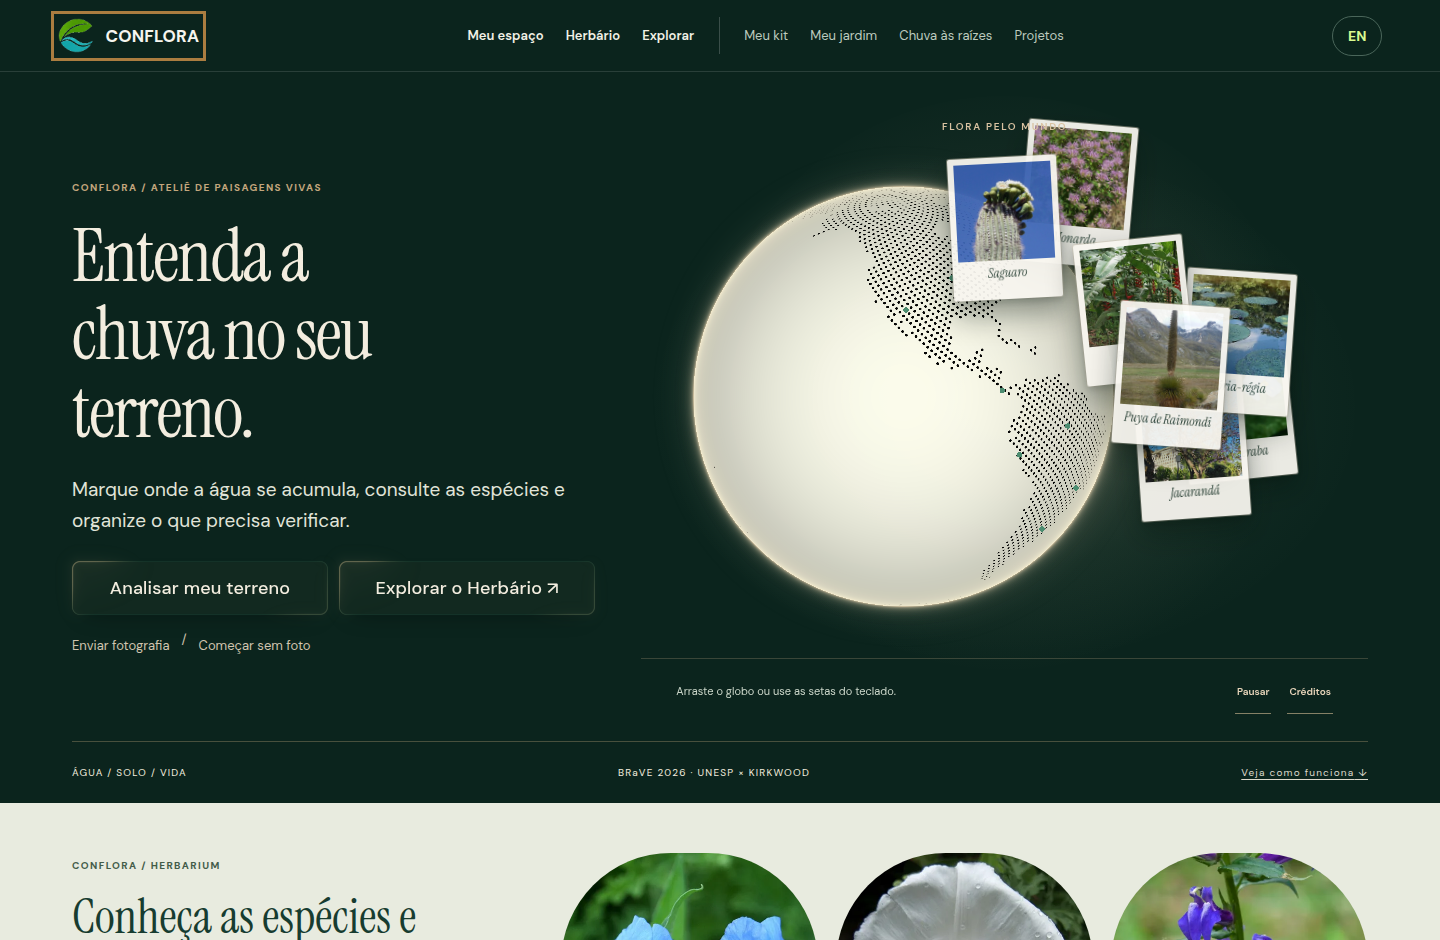 CONFLORA
Meu espaço
Herbário
Explorar
Meu kit
Meu jardim
Chuva às raízes
Projetos
EN
CONFLORA / ATELIÊ DE PAISAGENS VIVAS
Entenda a
chuva no seu
terreno.
Marque onde a água se acumula, consulte as espécies e
organize o que precisa verificar.
Analisar meu terreno
Explorar o Herbário ↗
Enviar fotografia / Começar sem foto
FLORA PELO MUNDO
Saguaro
Puya de Raimondi
Jacarandá
Arraste o globo ou use as setas do teclado.
Pausar
Créditos
ÁGUA / SOLO / VIDA
BRaVE 2026 · UNESP × KIRKWOOD
Veja como funciona ↓
CONFLORA / HERBARIUM
Conheça as espécies e